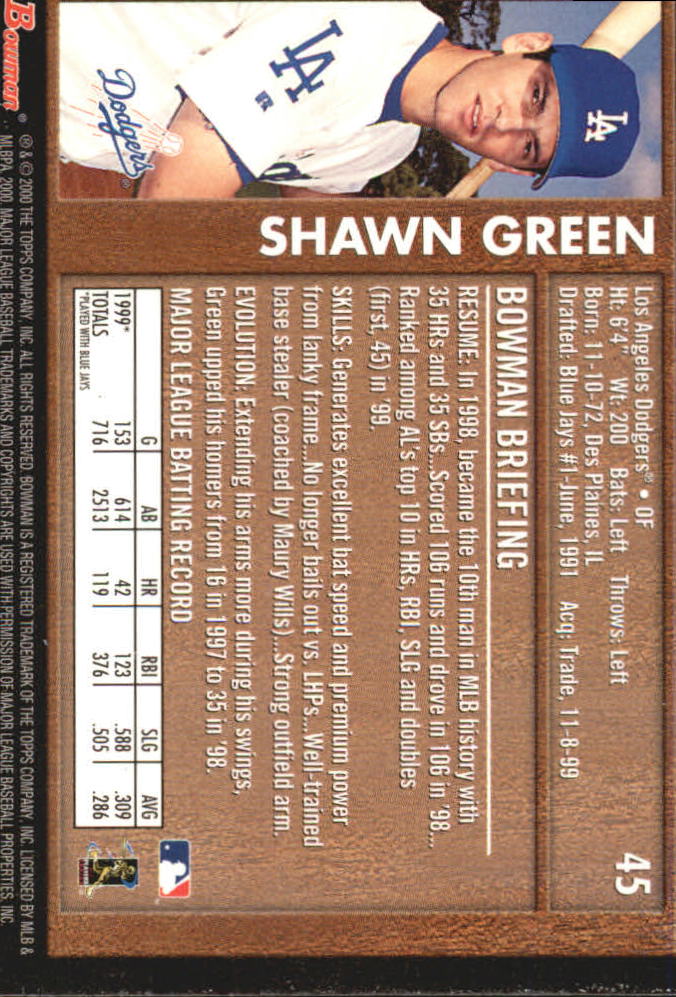 LA
LA
Dodgers®
SHAWN GREEN
45
Los Angeles Dodgers® • OF
Ht: 6'4" Wt: 200 Bats: Left Throws: Left
Born: 11-10-72, Des Plaines, IL
Drafted: Blue Jays #1-June, 1991 Acq: Trade, 11-8-99
BOWMAN BRIEFING
RESUME: In 1998, became the 10th man in MLB history with
35 HRs and 35 SBs...Scored 106 runs and drove in 106 in '98...
Ranked among AL's top 10 in HRs, RBI, SLG and doubles
(first, 45) in '99.
SKILLS: Generates excellent bat speed and premium power
from lanky frame...No longer bails out vs. LHPs...Well-trained
base stealer (coached by Maury Wills)...Strong outfield arm.
EVOLUTION: Extending his arms more during his swings,
Green upped his homers from 16 in 1997 to 35 in '98.
MAJOR LEAGUE BATTING RECORD
G AB HR RBI SLG AVG
1999* 153 614 42 123 .588 .309
TOTALS 716 2513 119 376 .505 .286
*PLAYED WITH BLUE JAYS
Bowman® ® & © 2000 THE TOPPS COMPANY, INC. ALL RIGHTS RESERVED. BOWMAN IS A REGISTERED TRADEMARK OF THE TOPPS COMPANY, INC. LICENSED BY MLB &
MLBPA, 2000. MAJOR LEAGUE BASEBALL TRADEMARKS AND COPYRIGHTS ARE USED WITH PERMISSION OF MAJOR LEAGUE BASEBALL PROPERTIES, INC.